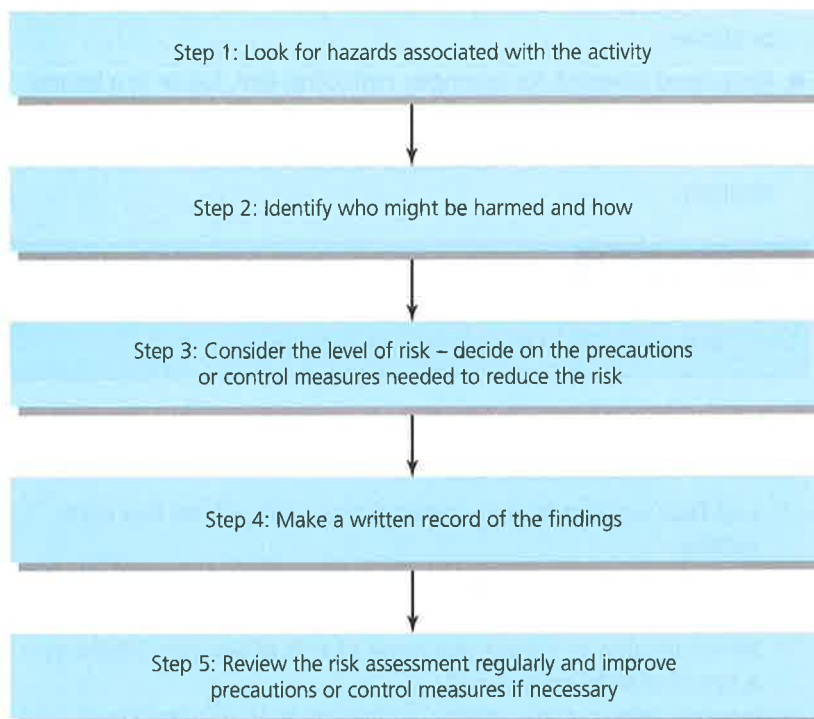 Step 1: Look for hazards associated with the activity
Step 2: Identify who might be harmed and how
Step 3: Consider the level of risk – decide on the precautions
or control measures needed to reduce the risk
Step 4: Make a written record of the findings
Step 5: Review the risk assessment regularly and improve
precautions or control measures if necessary